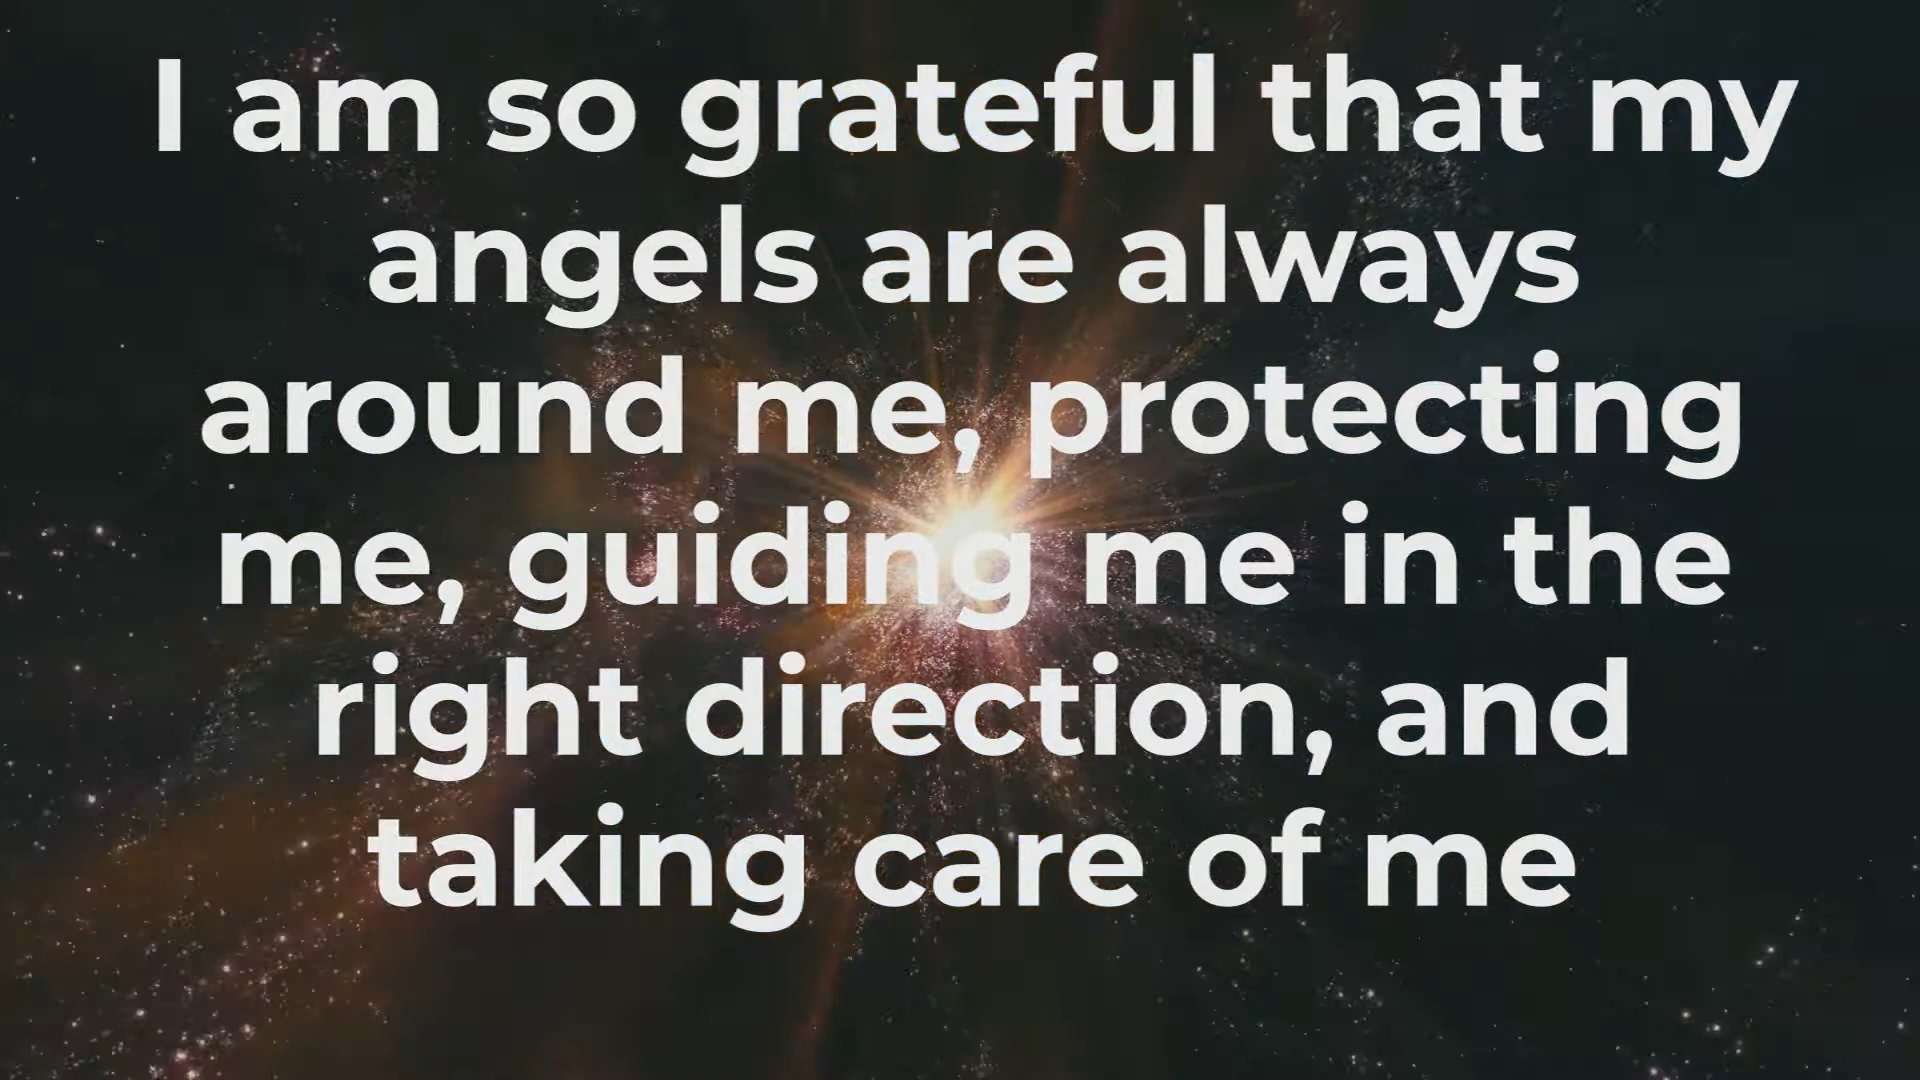 I am so grateful that my
angels are always
around me, protecting
me, guiding me in the
right direction, and
taking care of me